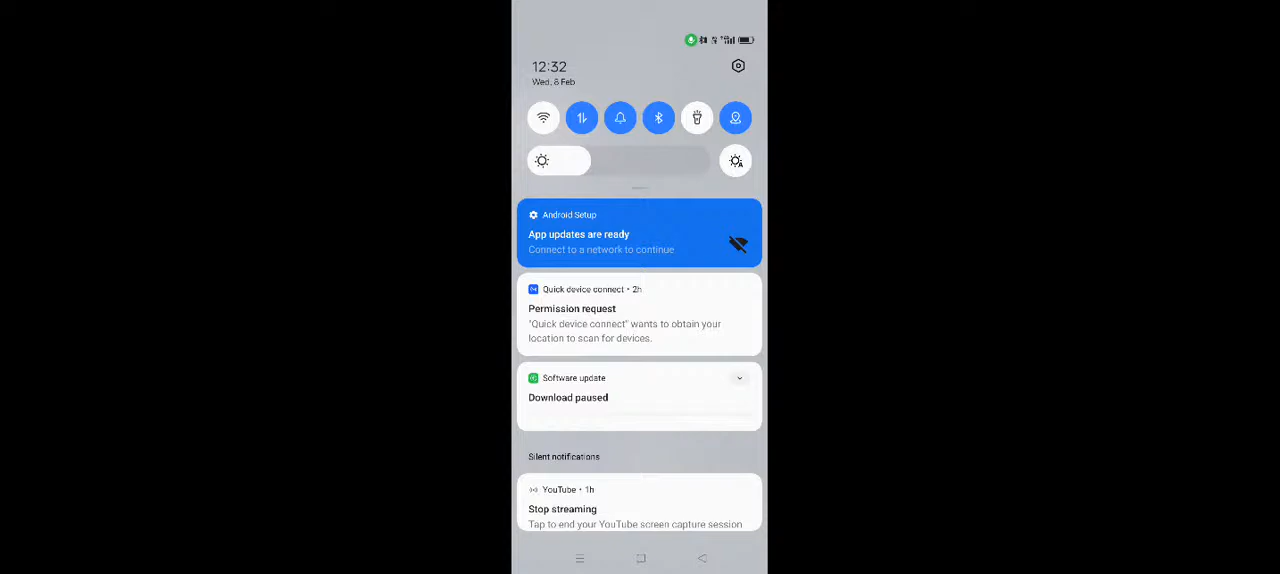 12:32
Wed, 8 Feb
Android Setup
App updates are ready
Connect to a network to continue
Quick device connect • 2h
Permission request
"Quick device connect" wants to obtain your
location to scan for devices.
Software update
Download paused
Silent notifications
YouTube • 1h
Stop streaming
Tap to end your YouTube screen capture session